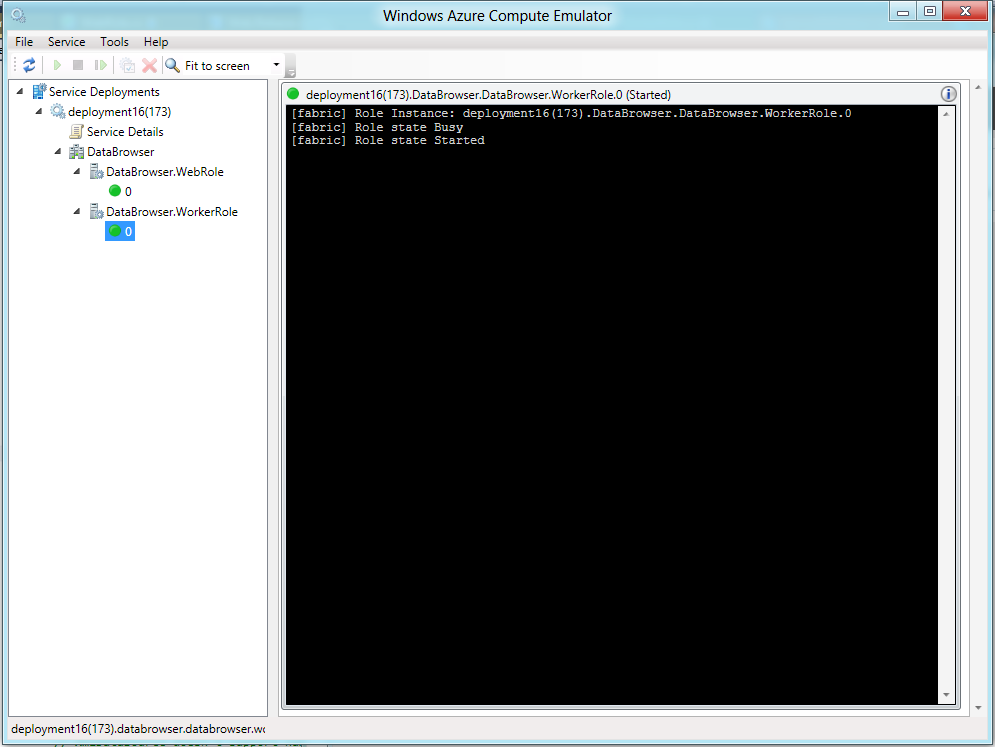 Windows Azure Compute Emulator
File Service Tools Help
Fit to screen
Service Deployments
deployment16(173)
Service Details
DataBrowser
DataBrowser.WebRole
0
DataBrowser.WorkerRole
0
deployment16(173).DataBrowser.DataBrowser.WorkerRole.0 (Started)
[fabric] Role Instance: deployment16(173).DataBrowser.DataBrowser.WorkerRole.0
[fabric] Role state Busy
[fabric] Role state Started
deployment16(173).databrowser.databrowser.wo